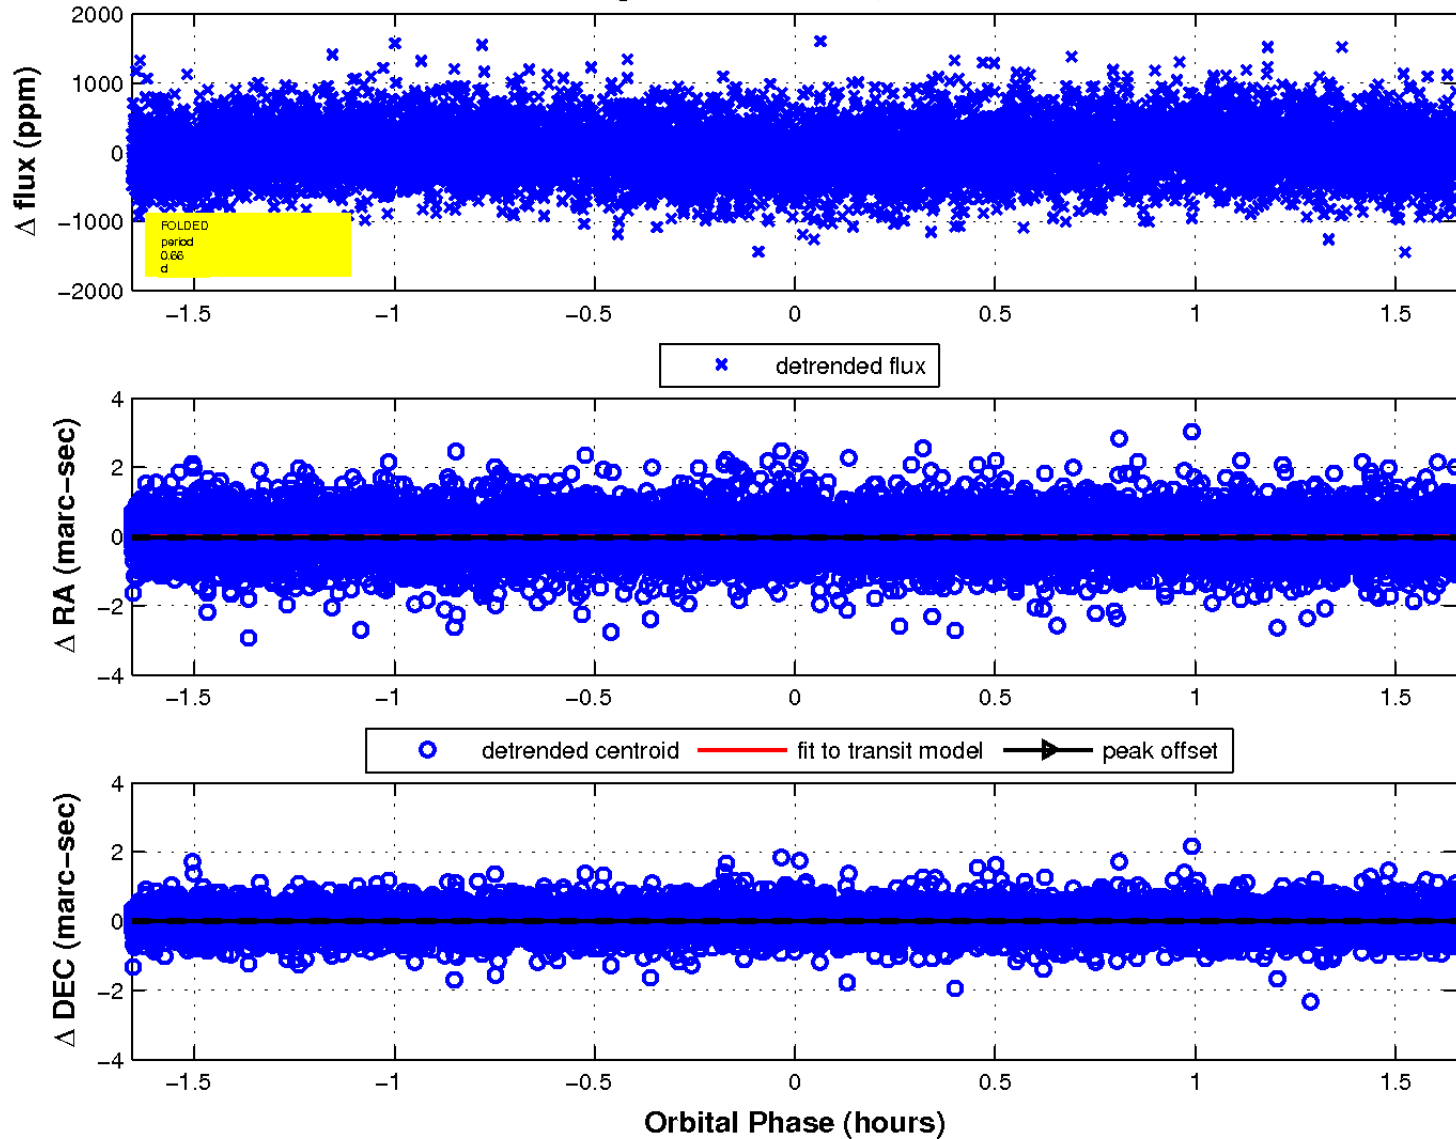 2000
1000
0
−1000
−2000
Δ flux (ppm)
FOLDED
period
0.66
d
−1.5 −1 −0.5 0 0.5 1 1.5
detrended flux
4
2
0
−2
−4
Δ RA (marc−sec)
−1.5 −1 −0.5 0 0.5 1 1.5
detrended centroid fit to transit model peak offset
4
2
0
−2
−4
Δ DEC (marc−sec)
−1.5 −1 −0.5 0 0.5 1 1.5
Orbital Phase (hours)